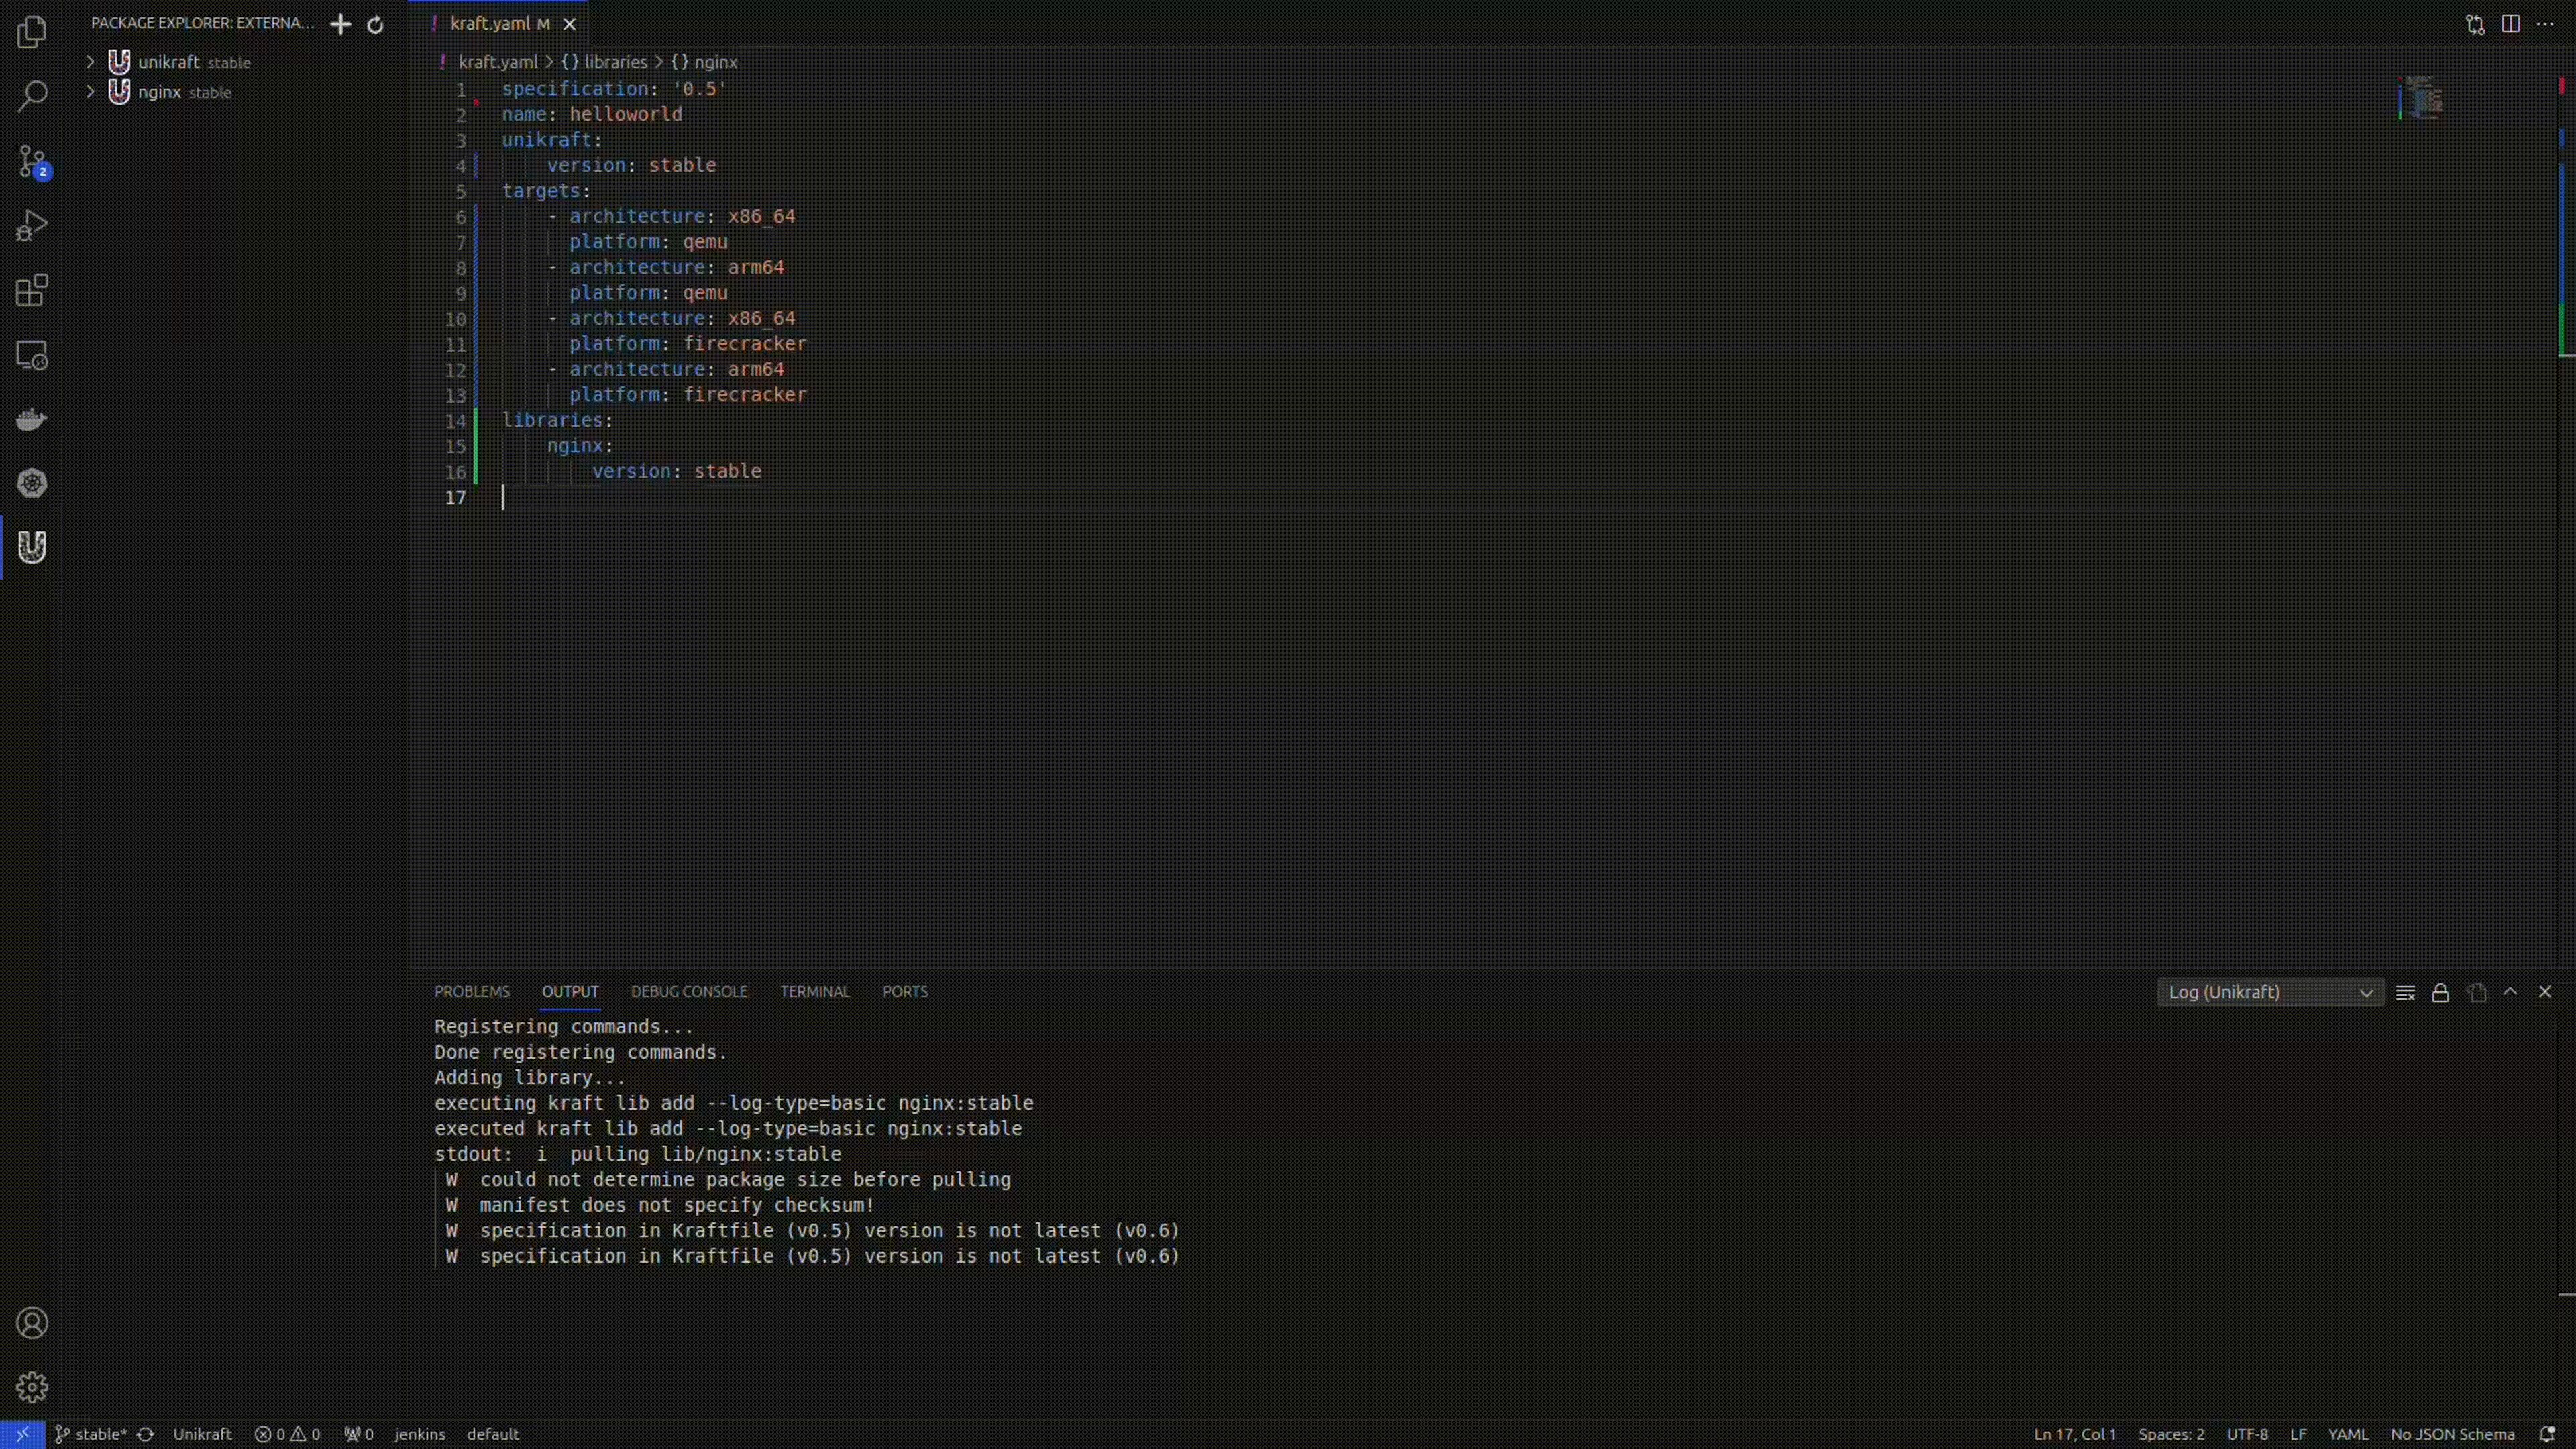 PACKAGE EXPLORER: EXTERNA...
unikraft stable
nginx stable
2
! kraft.yaml M
! kraft.yaml > {} libraries > {} nginx
1 specification: '0.5'
2 name: helloworld
3 unikraft:
4 version: stable
5 targets:
6 - architecture: x86_64
7 platform: qemu
8 - architecture: arm64
9 platform: qemu
10 - architecture: x86_64
11 platform: firecracker
12 - architecture: arm64
13 platform: firecracker
14 libraries:
15 nginx:
16 version: stable
17
PROBLEMS OUTPUT DEBUG CONSOLE TERMINAL PORTS Log (Unikraft)
Registering commands...
Done registering commands.
Adding library...
executing kraft lib add --log-type=basic nginx:stable
executed kraft lib add --log-type=basic nginx:stable
stdout: i pulling lib/nginx:stable
W could not determine package size before pulling
W manifest does not specify checksum!
W specification in Kraftfile (v0.5) version is not latest (v0.6)
W specification in Kraftfile (v0.5) version is not latest (v0.6)
stable* Unikraft 0 0 0 jenkins default Ln 17, Col 1 Spaces: 2 UTF-8 LF YAML No JSON Schema